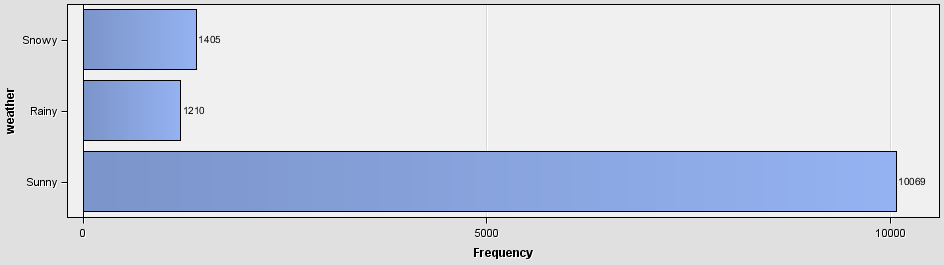 Snowy
1405
Rainy
1210
Sunny
10069
weather
0 5000 10000
Frequency